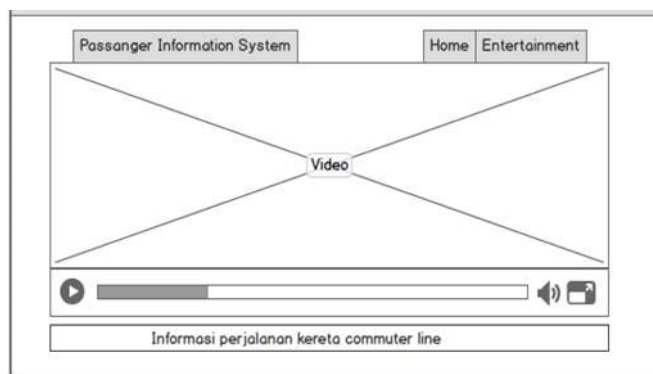 Passanger Information System
Home Entertainment
Video
Informasi perjalanan kereta commuter line